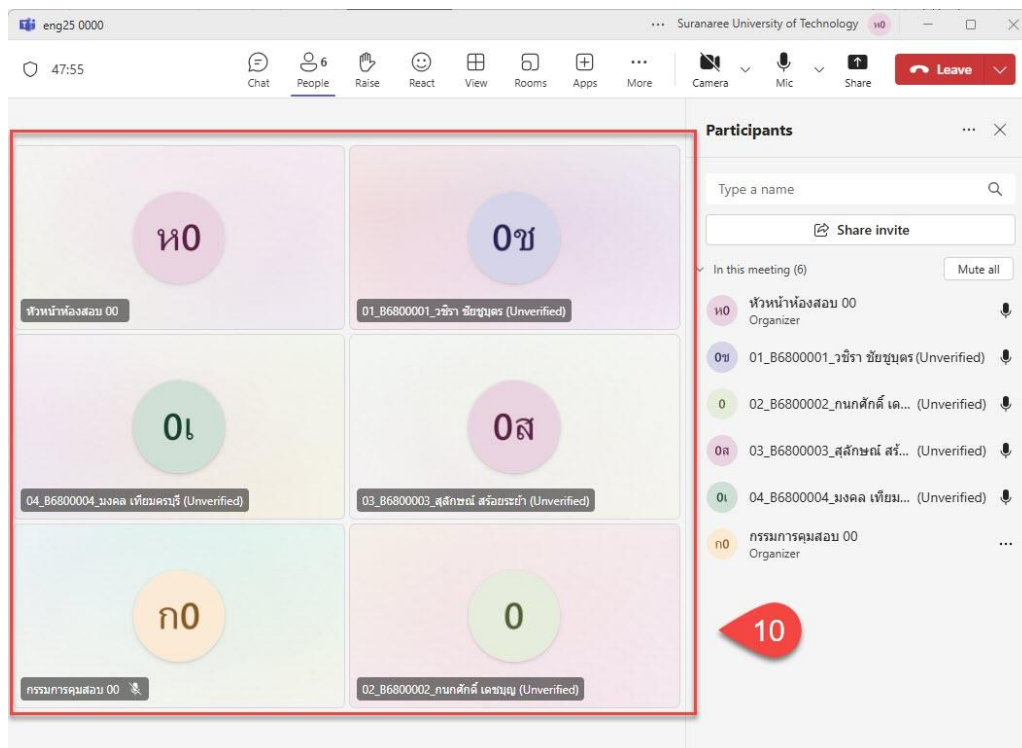 eng25 0000
Suranaree University of Technology
ห0
47:55
Chat
6
People
Raise
React
View
Rooms
Apps
More
Camera
Mic
Share
Leave
ห0
หัวหน้าห้องสอบ 00
0ช
01_B6800001_วชิรา ชัยชูบุตร (Unverified)
0เ
04_B6800004_มงคล เทียมครบุรี (Unverified)
0ส
03_B6800003_สุลักษณ์ สร้อยระย้า (Unverified)
ก0
กรรมการคุมสอบ 00
0
02_B6800002_กนกศักดิ์ เดชบุญ (Unverified)
Participants
Type a name
Share invite
In this meeting (6)
Mute all
ห0
หัวหน้าห้องสอบ 00
Organizer
0ช
01_B6800001_วชิรา ชัยชูบุตร (Unverified)
0
02_B6800002_กนกศักดิ์ เด... (Unverified)
0ส
03_B6800003_สุลักษณ์ สร้... (Unverified)
0เ
04_B6800004_มงคล เทียม... (Unverified)
ก0
กรรมการคุมสอบ 00
Organizer
10